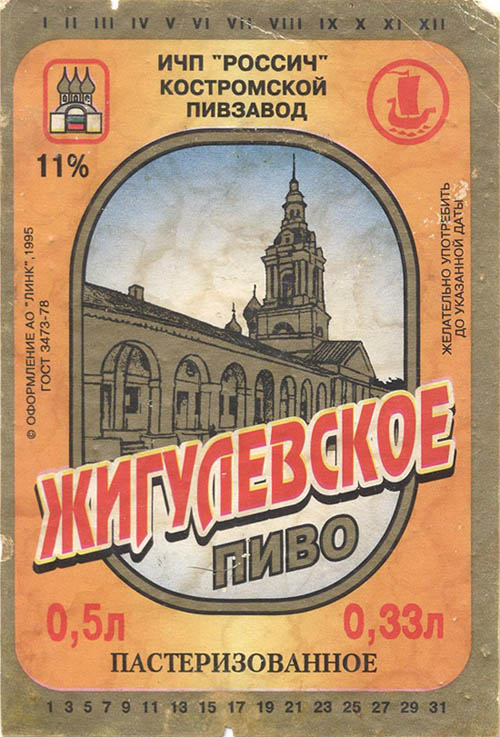 I II III IV V VI VII VIII IX X XI XII
ИЧП "РОССИЧ"
КОСТРОМСКОЙ
ПИВЗАВОД
11%
© ОФОРМЛЕНИЕ АО "ЛИНК", 1995
ГОСТ 3473-78
ЖЕЛАТЕЛЬНО УПОТРЕБИТЬ
ДО УКАЗАННОЙ ДАТЫ
ЖИГУЛЕВСКОЕ
ПИВО
0,5л
0,33л
ПАСТЕРИЗОВАННОЕ
1 3 5 7 9 11 13 15 17 19 21 23 25 27 29 31